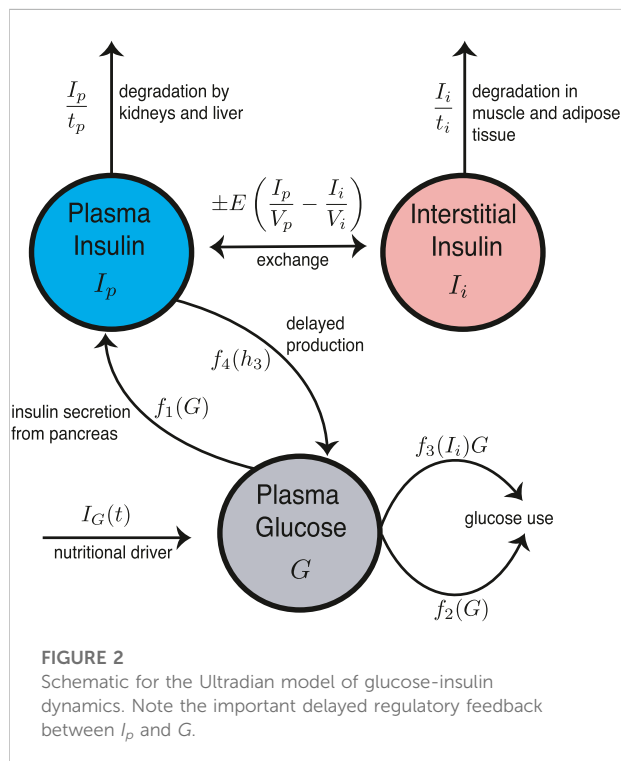 I_p/t_p
degradation by
kidneys and liver
I_i/t_i
degradation in
muscle and adipose
tissue
Plasma
Insulin
I_p
±E (I_p/V_p − I_i/V_i)
exchange
Interstitial
Insulin
I_i
delayed
production
f_4(h_3)
f_1(G)
insulin secretion
from pancreas
I_G(t)
nutritional driver
Plasma
Glucose
G
f_3(I_i)G
glucose use
f_2(G)
FIGURE 2
Schematic for the Ultradian model of glucose-insulin
dynamics. Note the important delayed regulatory feedback
between I_p and G.